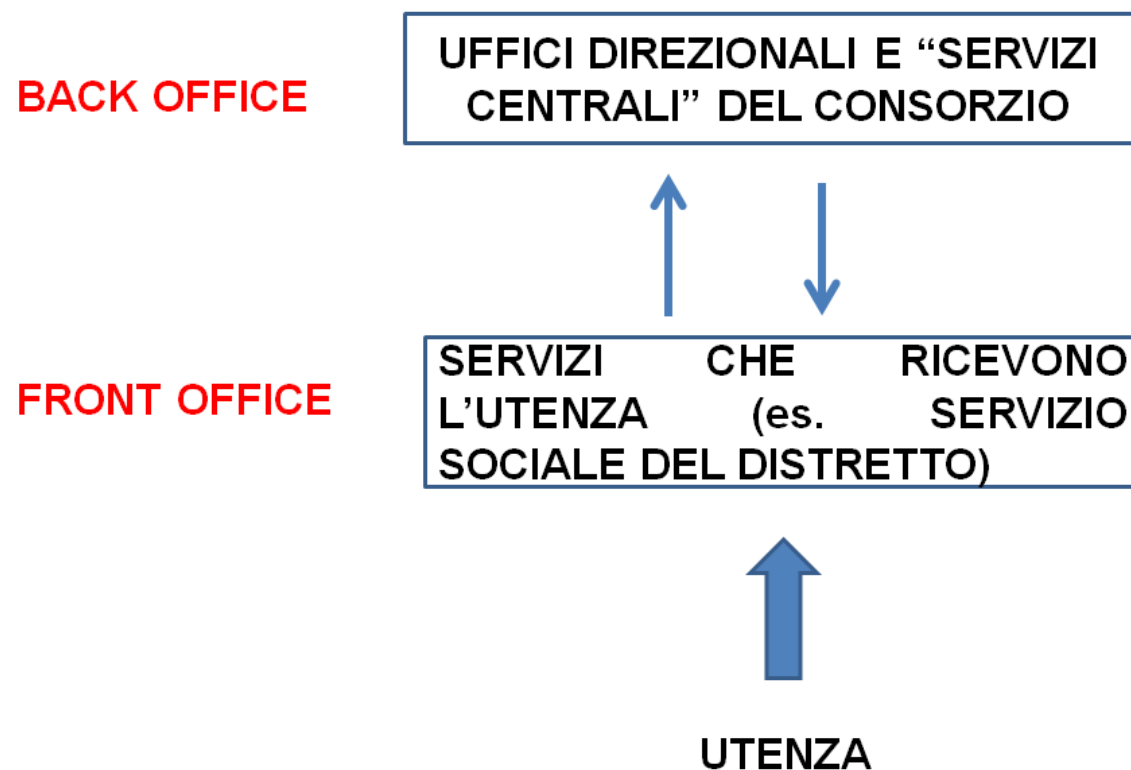 BACK OFFICE
UFFICI DIREZIONALI E “SERVIZI
CENTRALI” DEL CONSORZIO
FRONT OFFICE
SERVIZI CHE RICEVONO
L’UTENZA (es. SERVIZIO
SOCIALE DEL DISTRETTO)
UTENZA